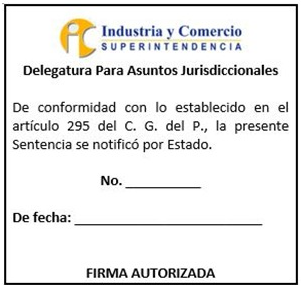 Industria y Comercio
SUPERINTENDENCIA
Delegatura Para Asuntos Jurisdiccionales
De conformidad con lo establecido en el
artículo 295 del C. G. del P., la presente
Sentencia se notificó por Estado.
No. __________
De fecha: _________________________
FIRMA AUTORIZADA